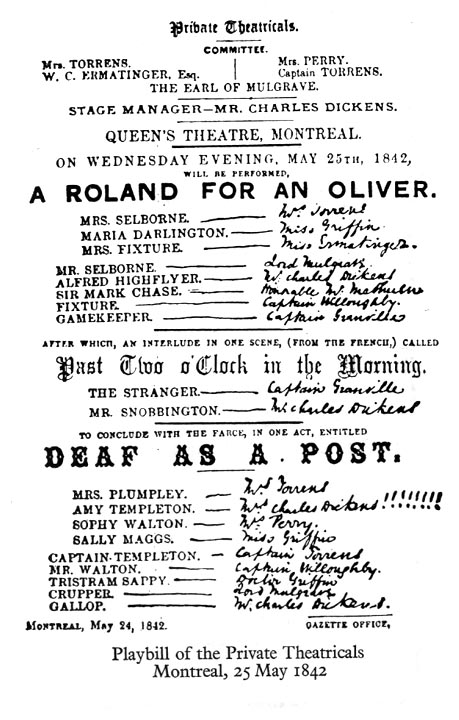 Private Theatricals.
COMMITTEE.
Mrs. TORRENS. Mrs. PERRY.
W. C. ERMATINGER, Esq. Captain TORRENS.
THE EARL OF MULGRAVE.
STAGE MANAGER—MR. CHARLES DICKENS.
QUEEN'S THEATRE, MONTREAL.
ON WEDNESDAY EVENING, MAY 25TH, 1842,
WILL BE PERFORMED,
A ROLAND FOR AN OLIVER.
MRS. SELBORNE. Mrs. Torrens
MARIA DARLINGTON. Miss Griffin
MRS. FIXTURE. Miss Ermatinger.
MR. SELBORNE. Lord Mulgrave
ALFRED HIGHFLYER. Mr. Charles Dickens
SIR MARK CHASE. Honorable Mr. Methuen
FIXTURE. Captain Willoughby.
GAMEKEEPER. Captain Granville
AFTER WHICH, AN INTERLUDE IN ONE SCENE, (FROM THE FRENCH,) CALLED
Past Two o'Clock in the Morning.
THE STRANGER. Captain Granville
MR. SNOBBINGTON. Mr. Charles Dickens
TO CONCLUDE WITH THE FARCE, IN ONE ACT, ENTITLED
DEAF AS A POST.
MRS. PLUMPLEY. Mrs. Torrens
AMY TEMPLETON. Mrs. Charles Dickens!!!!!!!!
SOPHY WALTON. Mrs. Perry.
SALLY MAGGS. Miss Griffin
CAPTAIN TEMPLETON. Captain Torrens
MR. WALTON. Captain Willoughby.
TRISTRAM SAPPY. Doctor Griffin
CRUPPER. Lord Mulgrave
GALLOP. Mr. Charles Dickens.
MONTREAL, May 24, 1842. GAZETTE OFFICE,
Playbill of the Private Theatricals
Montreal, 25 May 1842